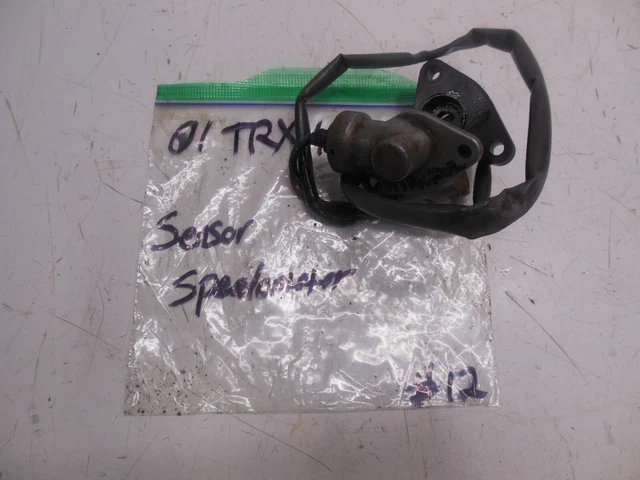 01 TRX
Sensor
Speedometer
#12